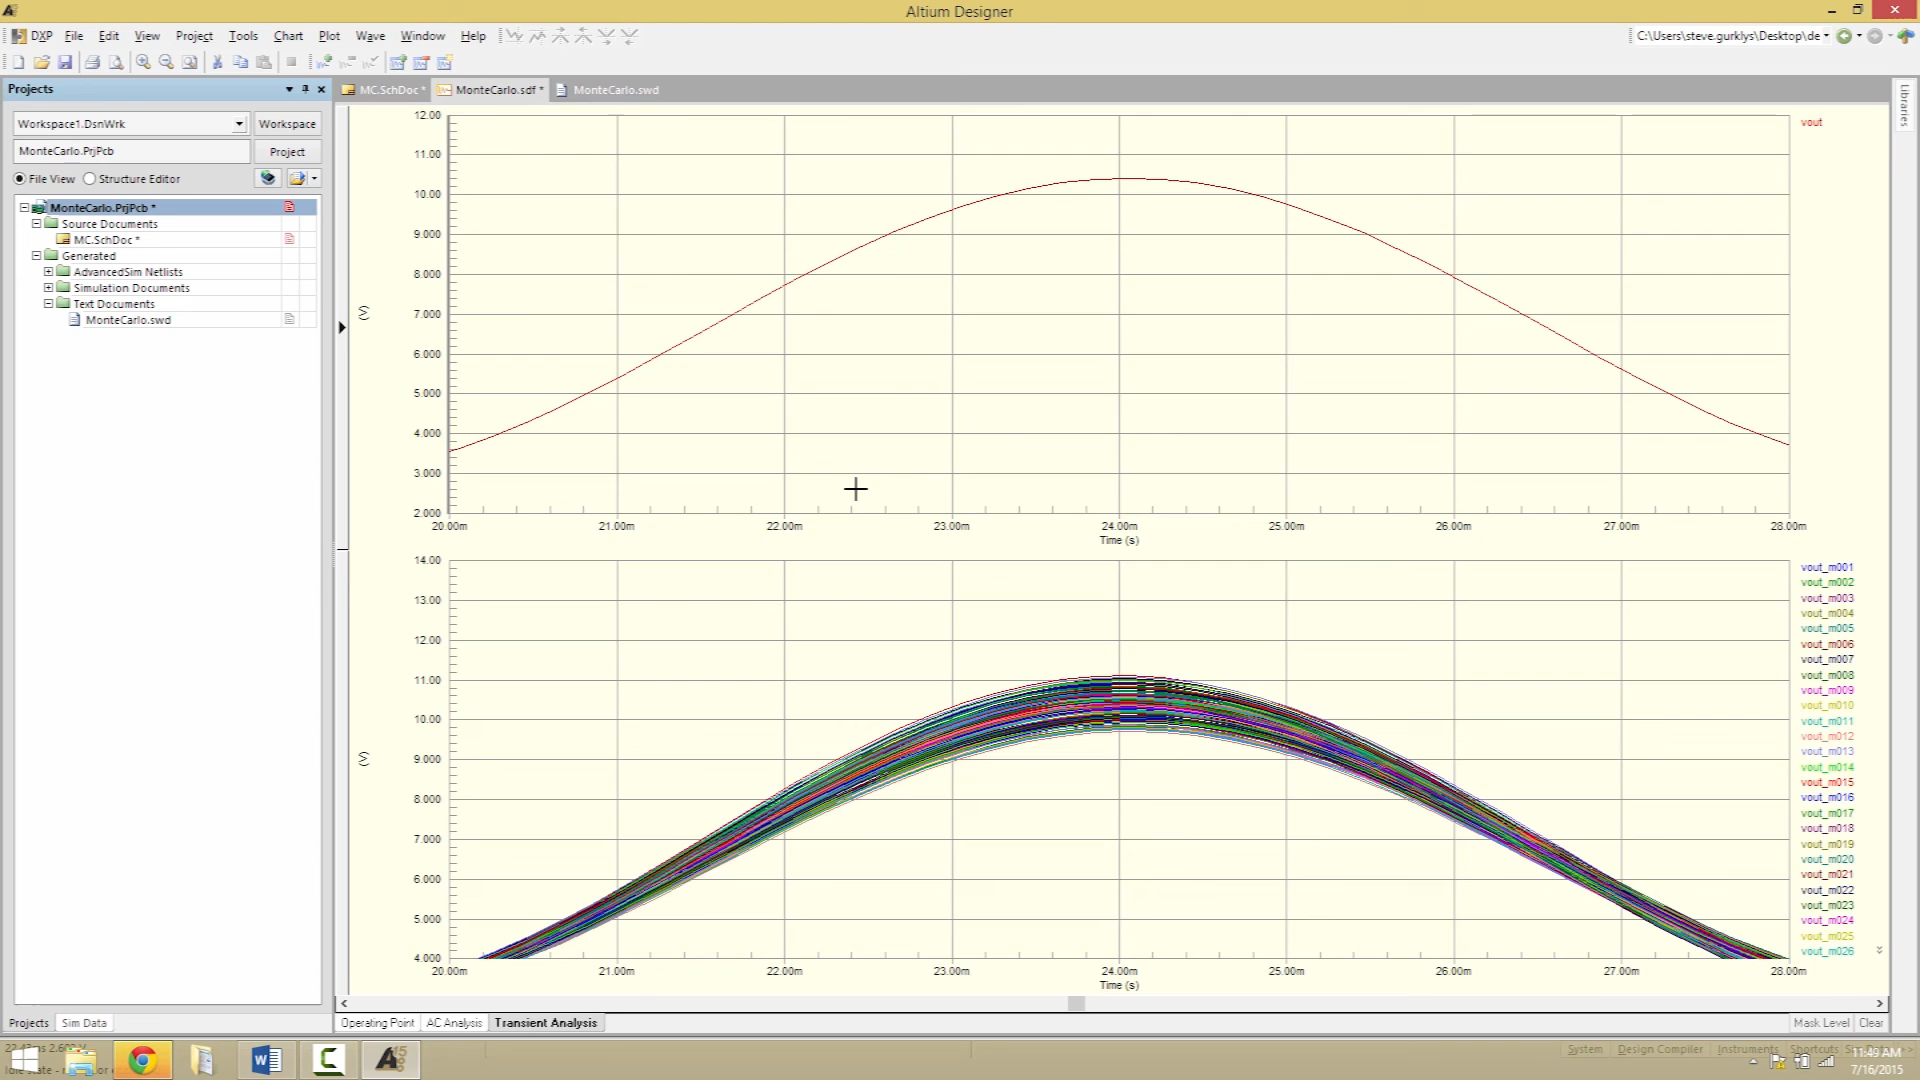 Altium Designer
DXP File Edit View Project Tools Chart Plot Wave Window Help
C:\Users\steve.gurklys\Desktop\de
Projects
MC.SchDoc *
MonteCarlo.sdf *
MonteCarlo.swd
Libraries
Workspace1.DsnWrk
Workspace
MonteCarlo.PrjPcb
Project
File View
Structure Editor
MonteCarlo.PrjPcb *
Source Documents
MC.SchDoc *
Generated
AdvancedSim Netlists
Simulation Documents
Text Documents
MonteCarlo.swd
12.00
11.00
10.00
9.000
8.000
7.000
6.000
5.000
4.000
3.000
2.000
(V)
vout
20.00m 21.00m 22.00m 23.00m 24.00m 25.00m 26.00m 27.00m 28.00m
Time (s)
14.00
13.00
12.00
11.00
10.00
9.000
8.000
7.000
6.000
5.000
4.000
(V)
vout_m001
vout_m002
vout_m003
vout_m004
vout_m005
vout_m006
vout_m007
vout_m008
vout_m009
vout_m010
vout_m011
vout_m012
vout_m013
vout_m014
vout_m015
vout_m016
vout_m017
vout_m018
vout_m019
vout_m020
vout_m021
vout_m022
vout_m023
vout_m024
vout_m025
vout_m026
20.00m 21.00m 22.00m 23.00m 24.00m 25.00m 26.00m 27.00m 28.00m
Time (s)
Projects
Sim Data
Operating Point
AC Analysis
Transient Analysis
Mask Level
Clear
System
Design Compiler
Instruments
Shortcuts
11:49 AM
7/16/2015